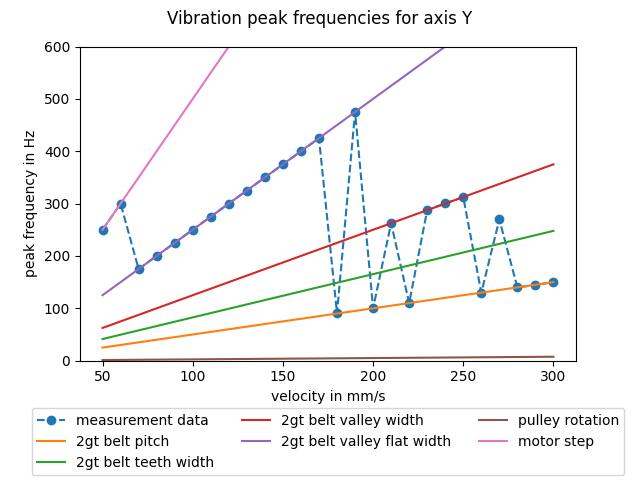 Vibration peak frequencies for axis Y
600
500
400
300
200
100
0
peak frequency in Hz
50 100 150 200 250 300
velocity in mm/s
measurement data 2gt belt valley width pulley rotation
2gt belt pitch 2gt belt valley flat width motor step
2gt belt teeth width